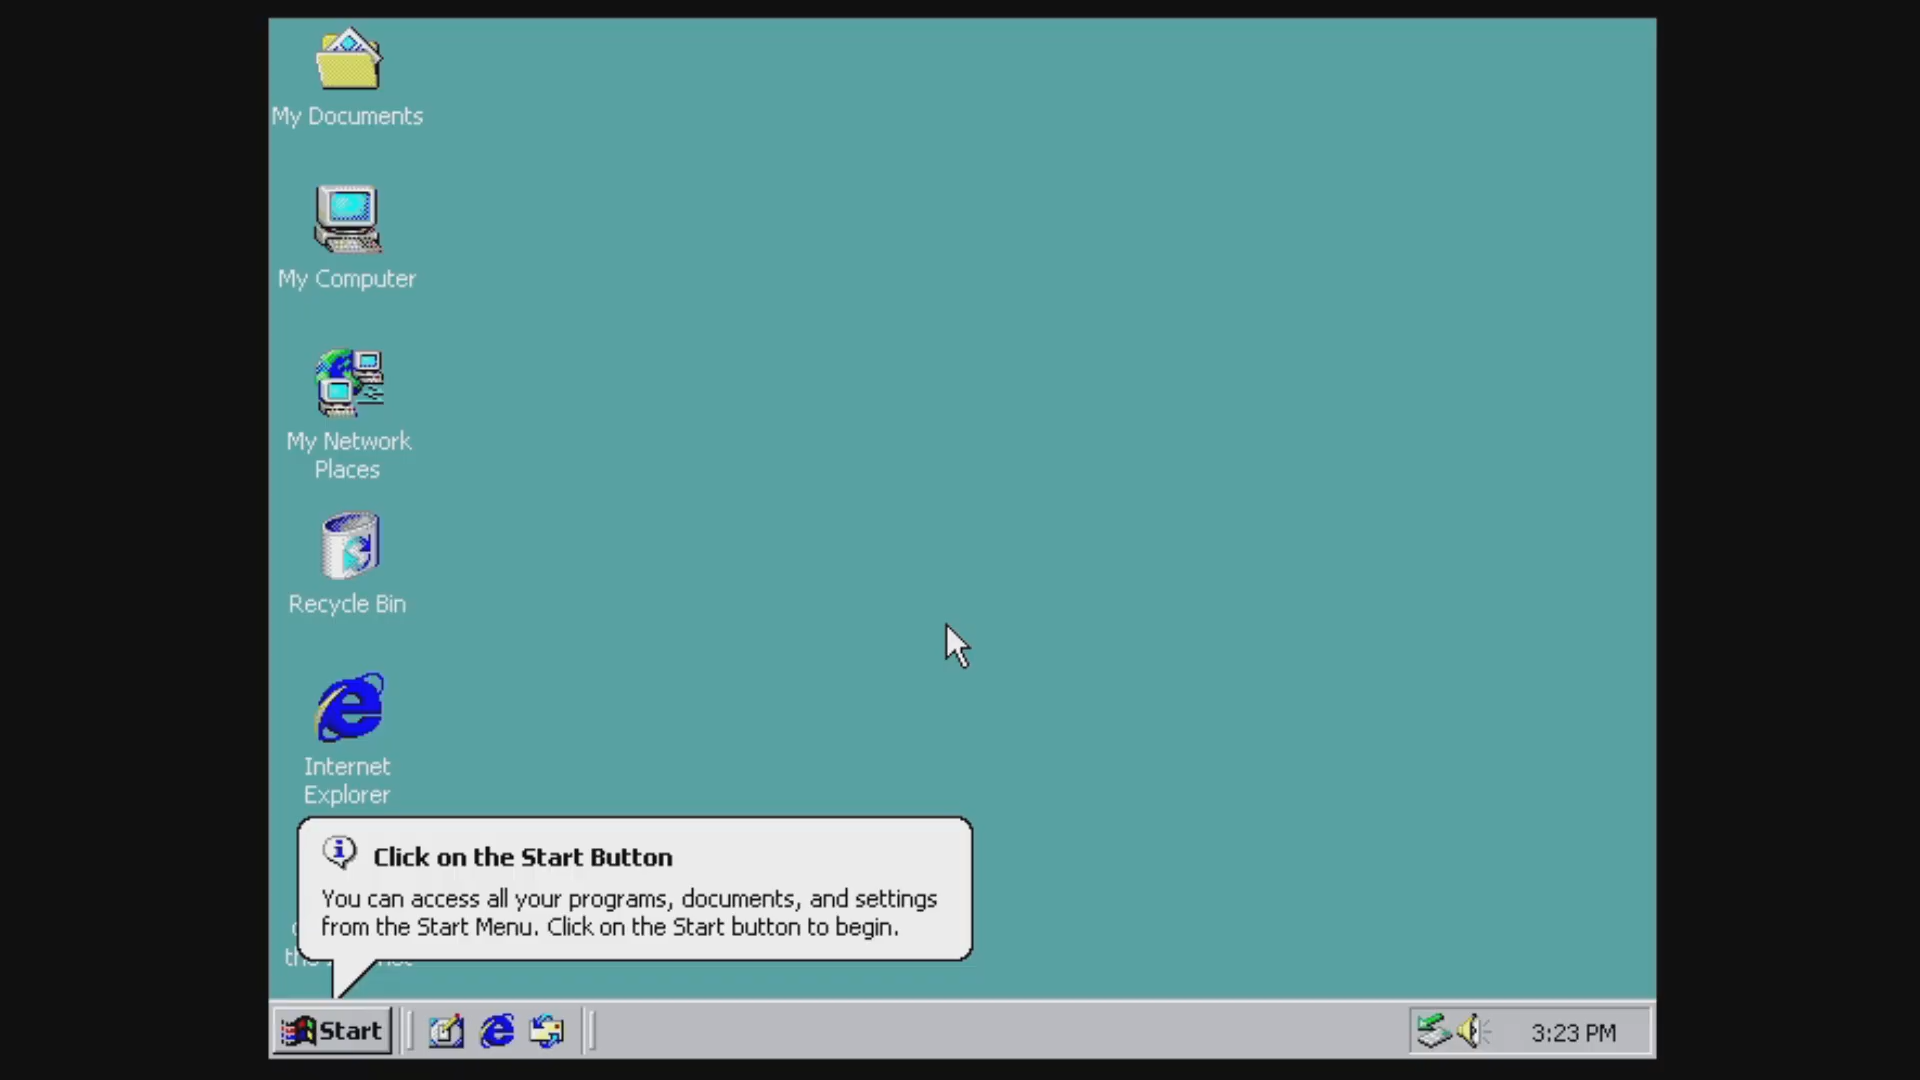 My Documents
My Computer
My Network
Places
Recycle Bin
Internet
Explorer
Click on the Start Button
You can access all your programs, documents, and settings
from the Start Menu. Click on the Start button to begin.
Start
3:23 PM